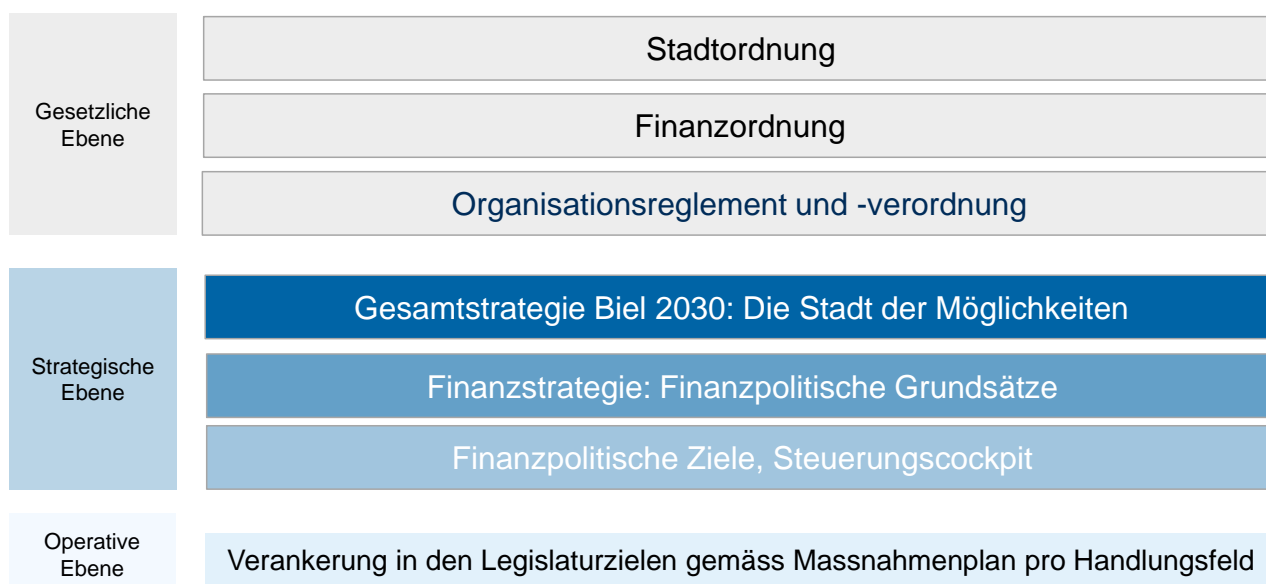 Stadtordnung
Gesetzliche
Ebene
Finanzordnung
Organisationsreglement und -verordnung
Gesamtstrategie Biel 2030: Die Stadt der Möglichkeiten
Strategische
Ebene
Finanzstrategie: Finanzpolitische Grundsätze
Finanzpolitische Ziele, Steuerungscockpit
Operative
Ebene
Verankerung in den Legislaturzielen gemäss Massnahmenplan pro Handlungsfeld